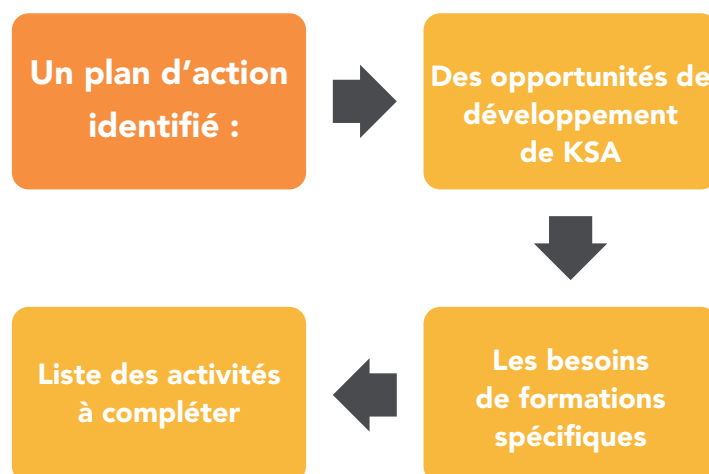 Un plan d’action
identifié :
Des opportunités de
développement
de KSA
Les besoins
de formations
spécifiques
Liste des activités
à compléter